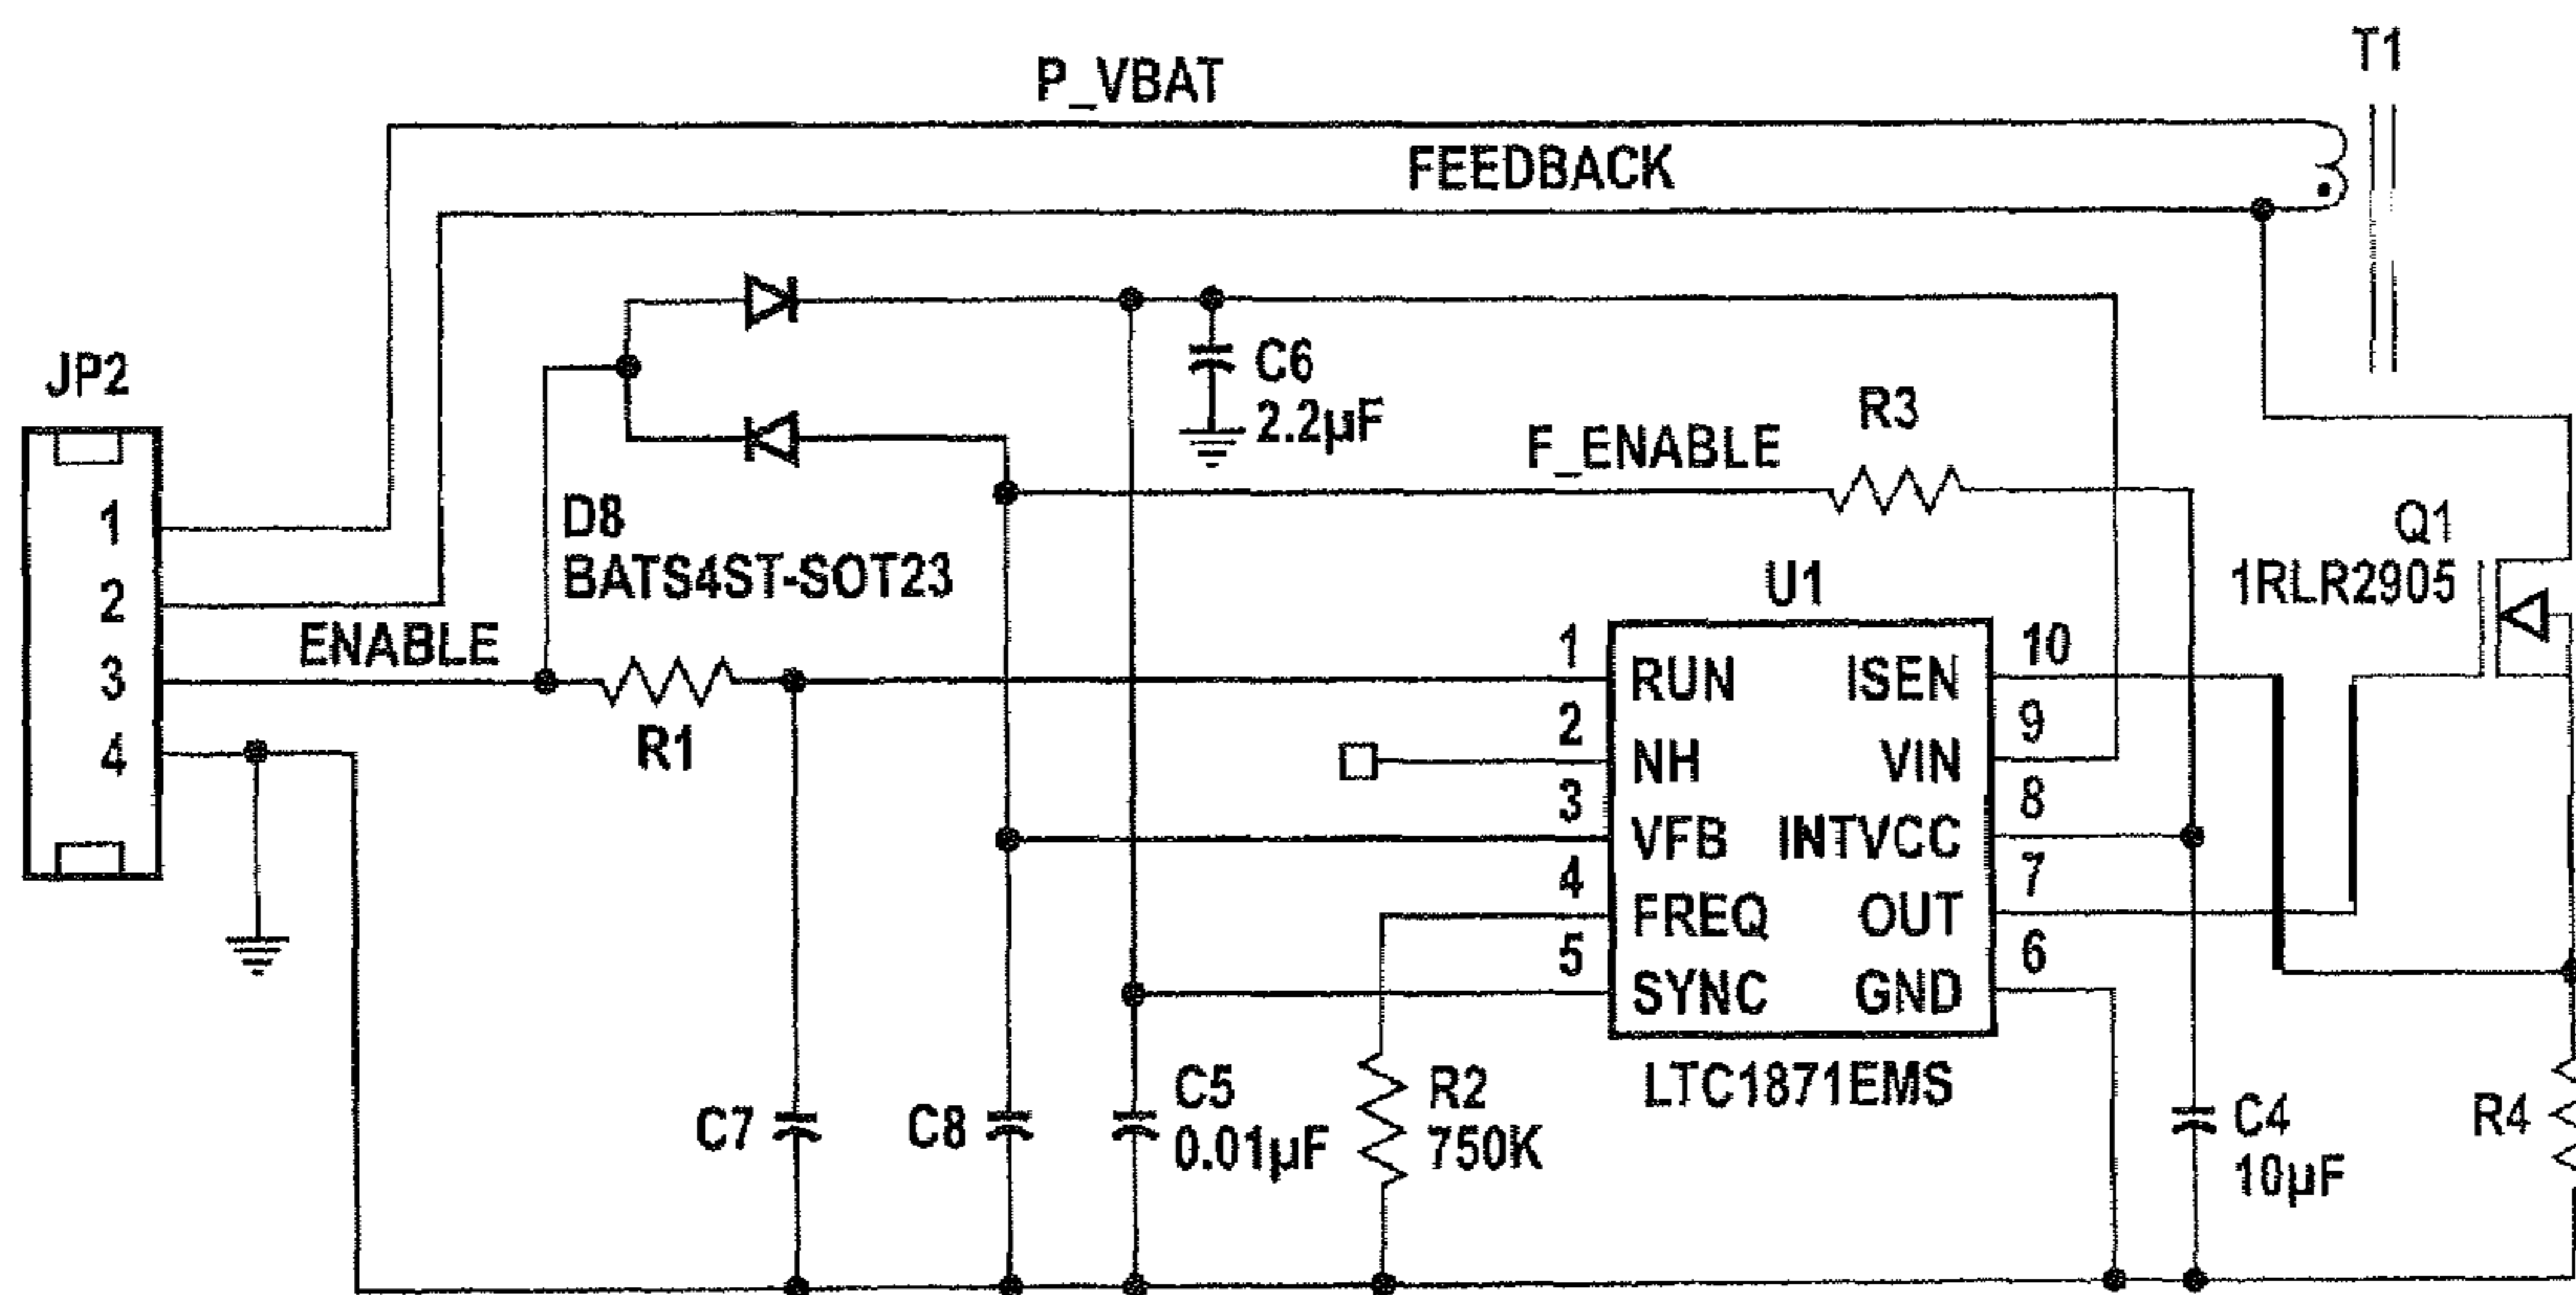 T1
P_VBAT
FEEDBACK
JP2
C6
2.2µF
R3
F_ENABLE
D8
BATS4ST-SOT23
Q1
1RLR2905
U1
1
2
3
4
ENABLE
R1
1
2
3
4
5
RUN
NH
VFB
FREQ
SYNC
ISEN
VIN
INTVCC
OUT
GND
10
9
8
7
6
LTC1871EMS
C7
C8
C5
0.01µF
R2
750K
C4
10µF
R4